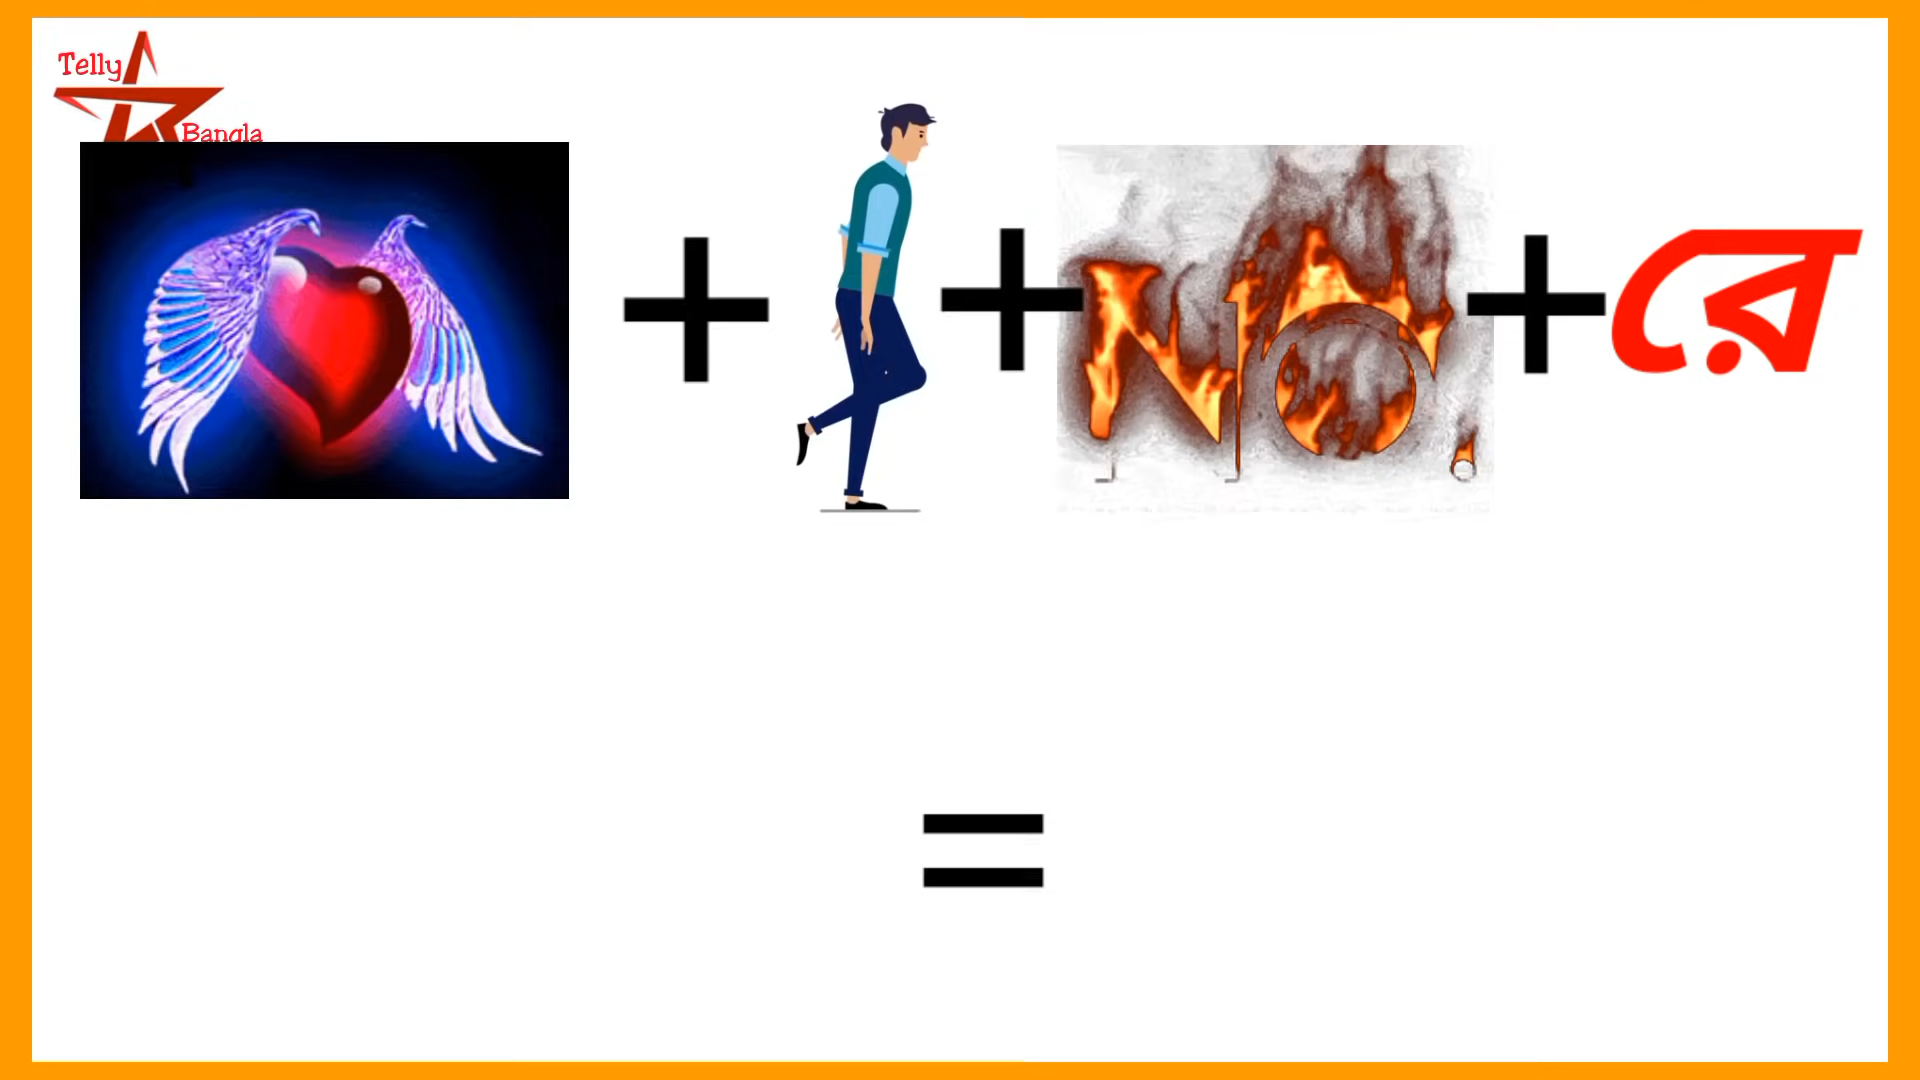 Telly
Bangla
+ + NO. + রে
=